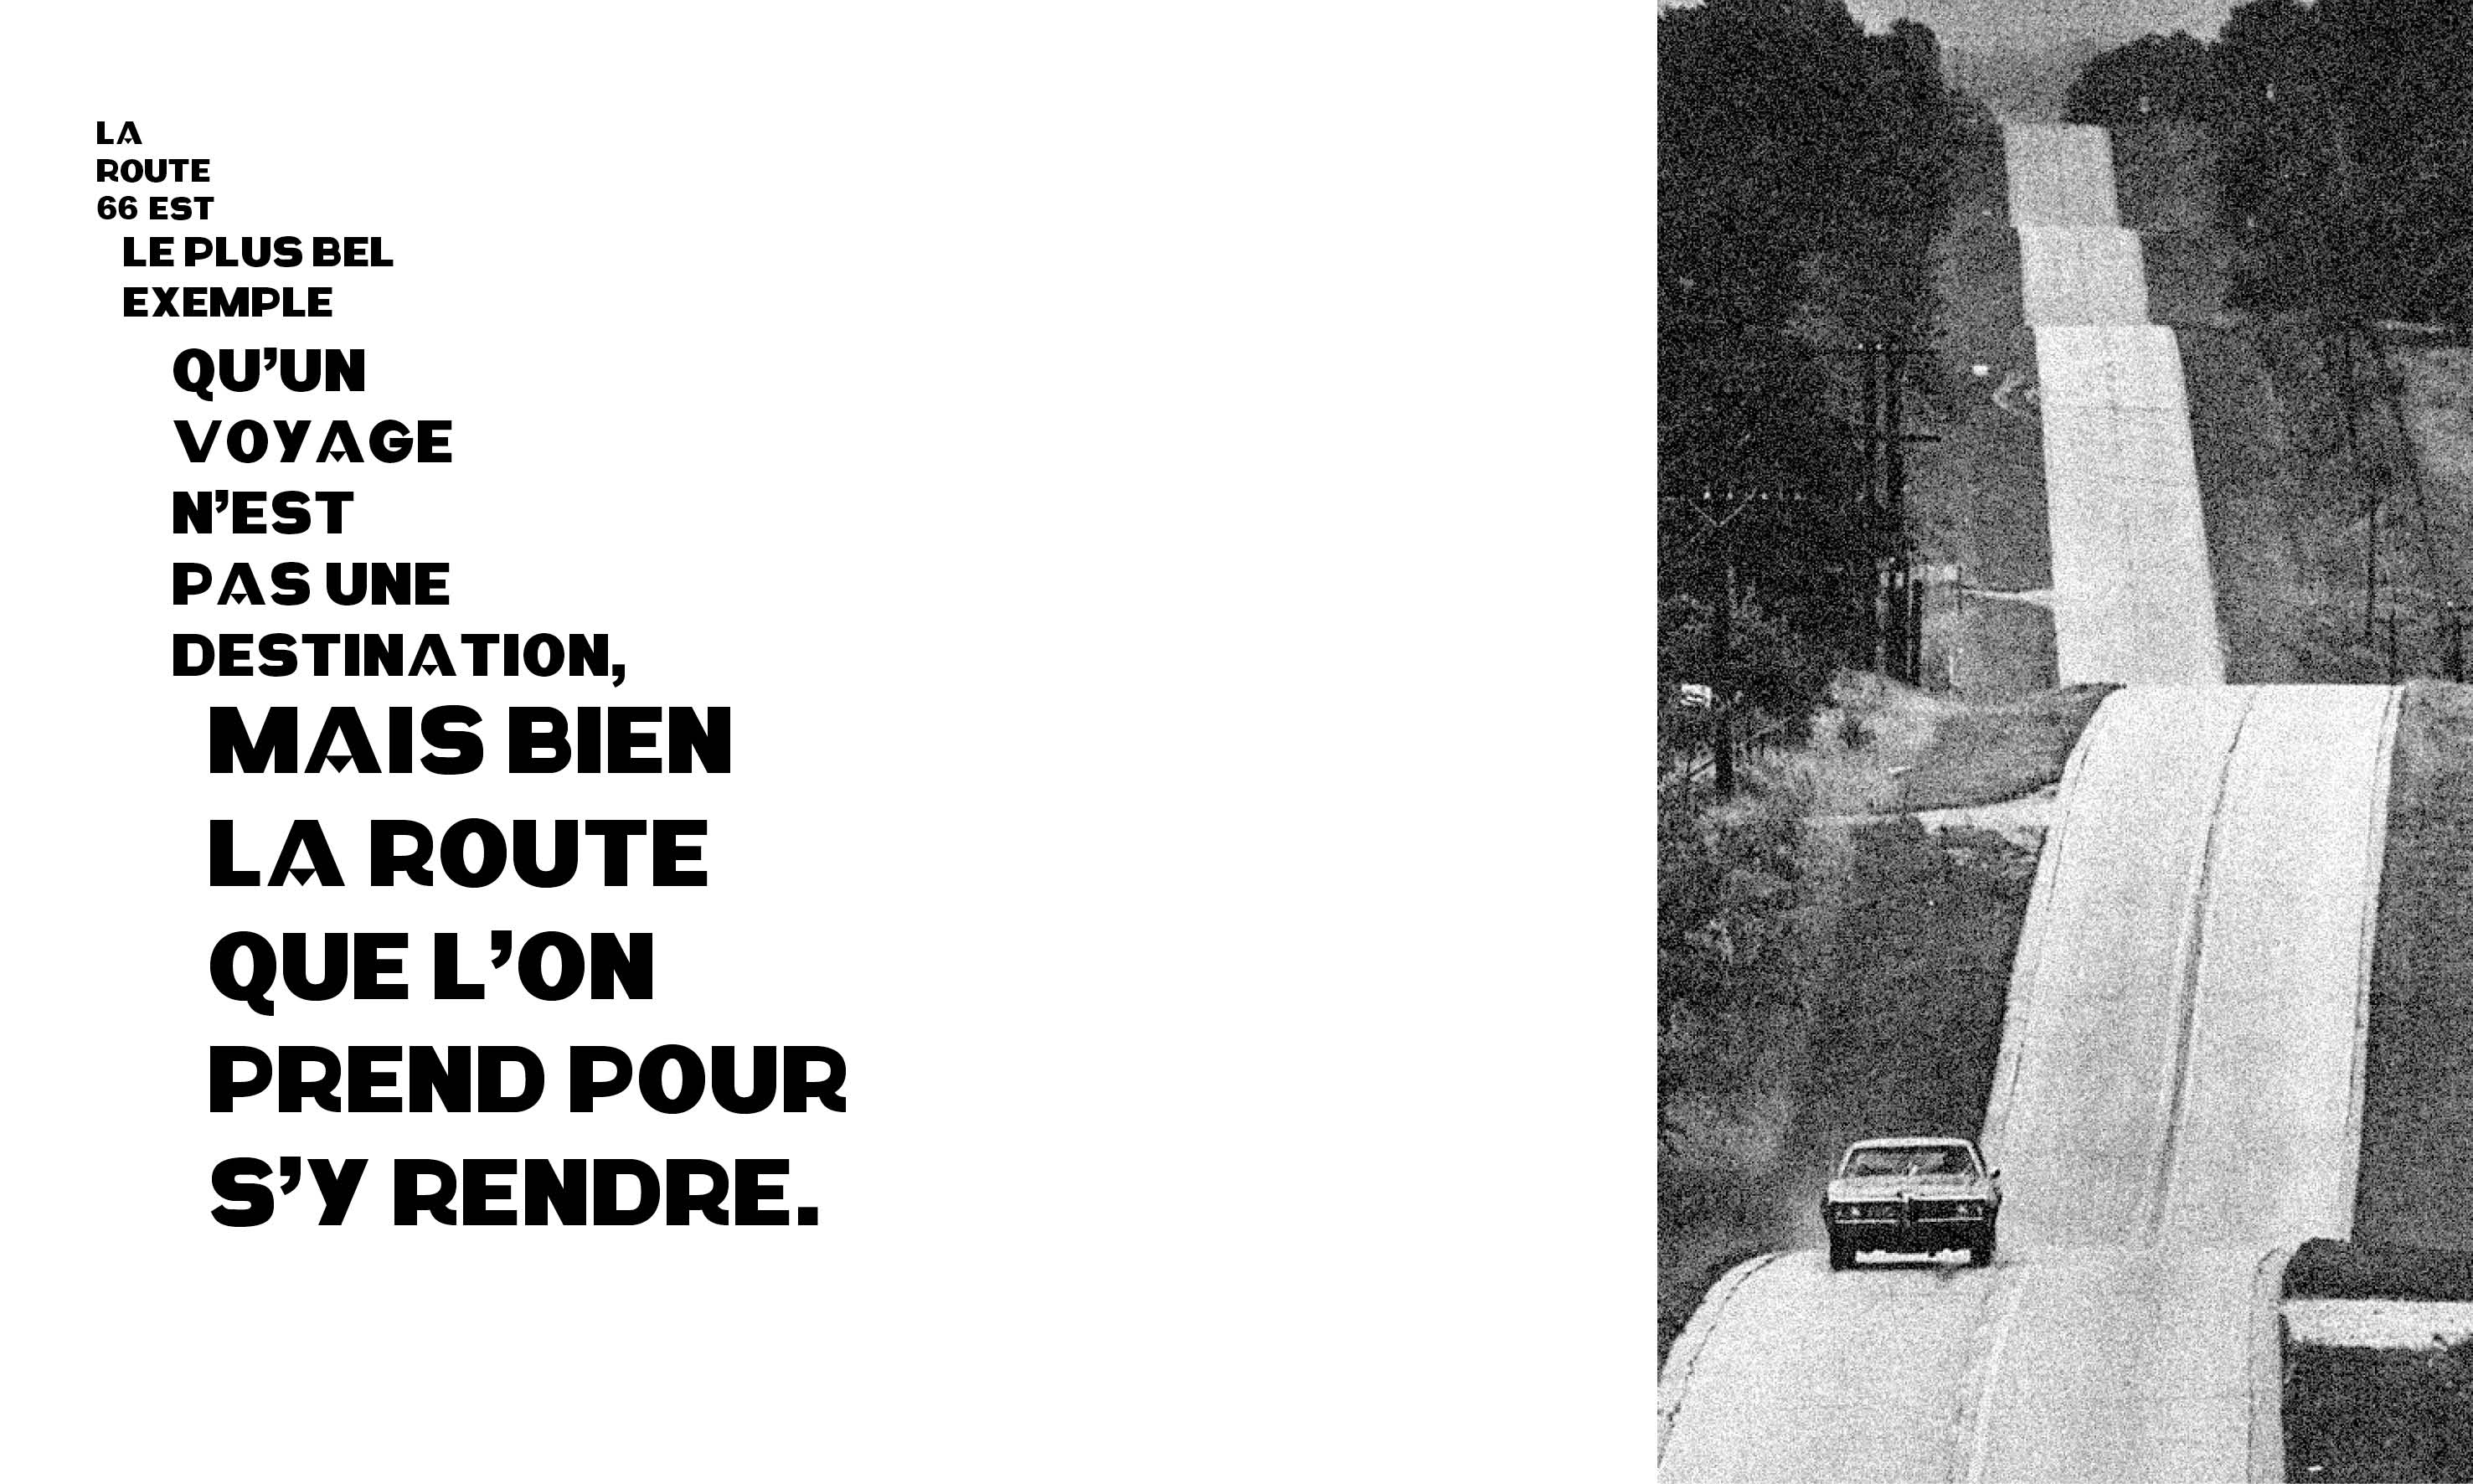 LA
ROUTE
66 EST
LE PLUS BEL
EXEMPLE
QU’UN
VOYAGE
N’EST
PAS UNE
DESTINATION,
MAIS BIEN
LA ROUTE
QUE L’ON
PREND POUR
S’Y RENDRE.